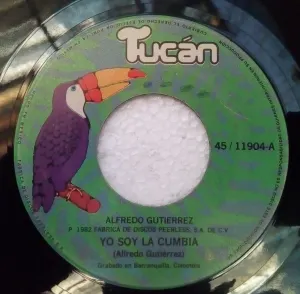 Tucán
45 / 11904-A
ALFREDO GUTIERREZ
P 1982 FABRICA DE DISCOS PEERLESS, S.A. DE C.V.
YO SOY LA CUMBIA
(Alfredo Gutiérrez)
Grabado en Barranquilla, Colombia